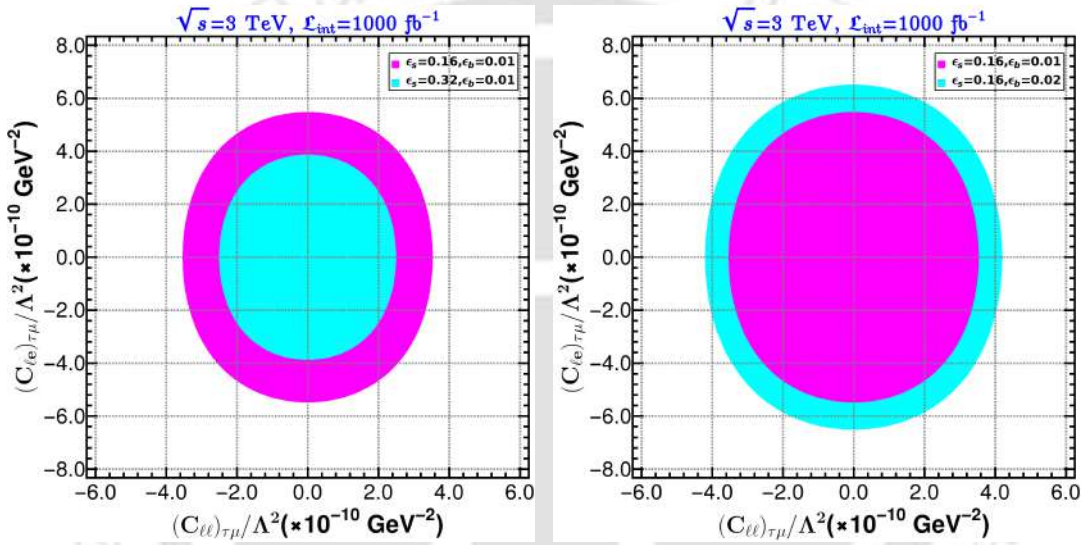 √s=3 TeV, 𝓛int=1000 fb⁻¹
8.0
6.0
4.0
2.0
0.0
−2.0
−4.0
−6.0
−8.0
(Cℓe)τμ/Λ²(×10⁻¹⁰ GeV⁻²)
ϵs=0.16,ϵb=0.01
ϵs=0.32,ϵb=0.01
−6.0 −4.0 −2.0 0.0 2.0 4.0 6.0
(Cℓℓ)τμ/Λ²(×10⁻¹⁰ GeV⁻²)
√s=3 TeV, 𝓛int=1000 fb⁻¹
8.0
6.0
4.0
2.0
0.0
−2.0
−4.0
−6.0
−8.0
(Cℓe)τμ/Λ²(×10⁻¹⁰ GeV⁻²)
ϵs=0.16,ϵb=0.01
ϵs=0.16,ϵb=0.02
−6.0 −4.0 −2.0 0.0 2.0 4.0 6.0
(Cℓℓ)τμ/Λ²(×10⁻¹⁰ GeV⁻²)